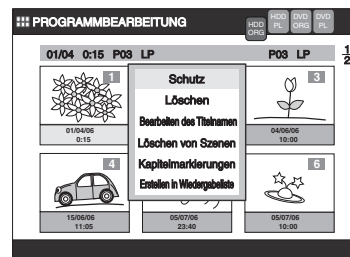 PROGRAMMBEARBEITUNG
HDD ORG
HDD PL
DVD ORG
DVD PL
01/04 0:15 P03 LP
P03 LP
1/2
1
3
Schutz
Löschen
Bearbeiten des Titelnamen
Löschen von Szenen
Kapitelmarkierungen
Erstellen in Wiedergabeliste
01/04/06
0:15
04/06/06
10:00
4
6
15/06/06
11:05
05/07/06
23:40
05/07/06
10:00